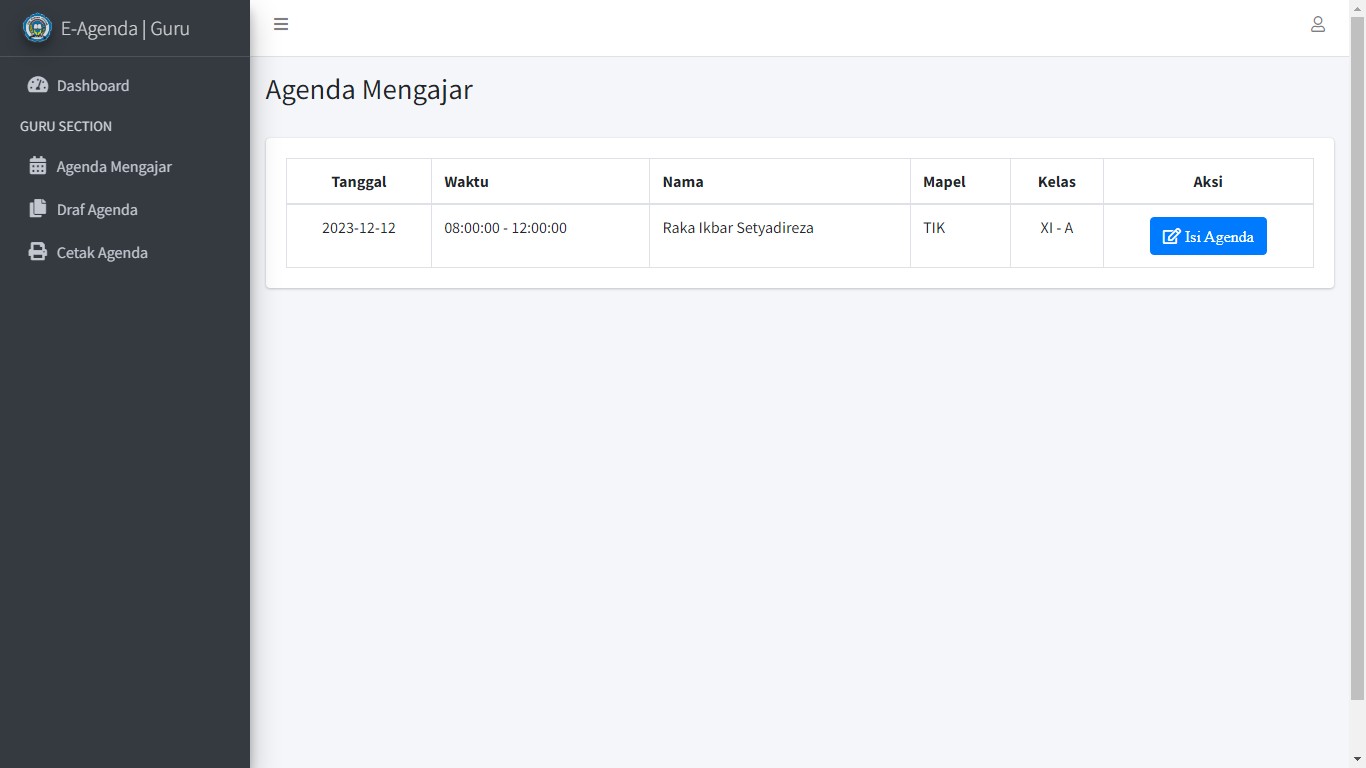 E-Agenda | Guru
Dashboard
GURU SECTION
Agenda Mengajar
Draf Agenda
Cetak Agenda
Agenda Mengajar
Tanggal Waktu Nama Mapel Kelas Aksi
2023-12-12 08:00:00 - 12:00:00 Raka Ikbar Setyadireza TIK XI - A Isi Agenda